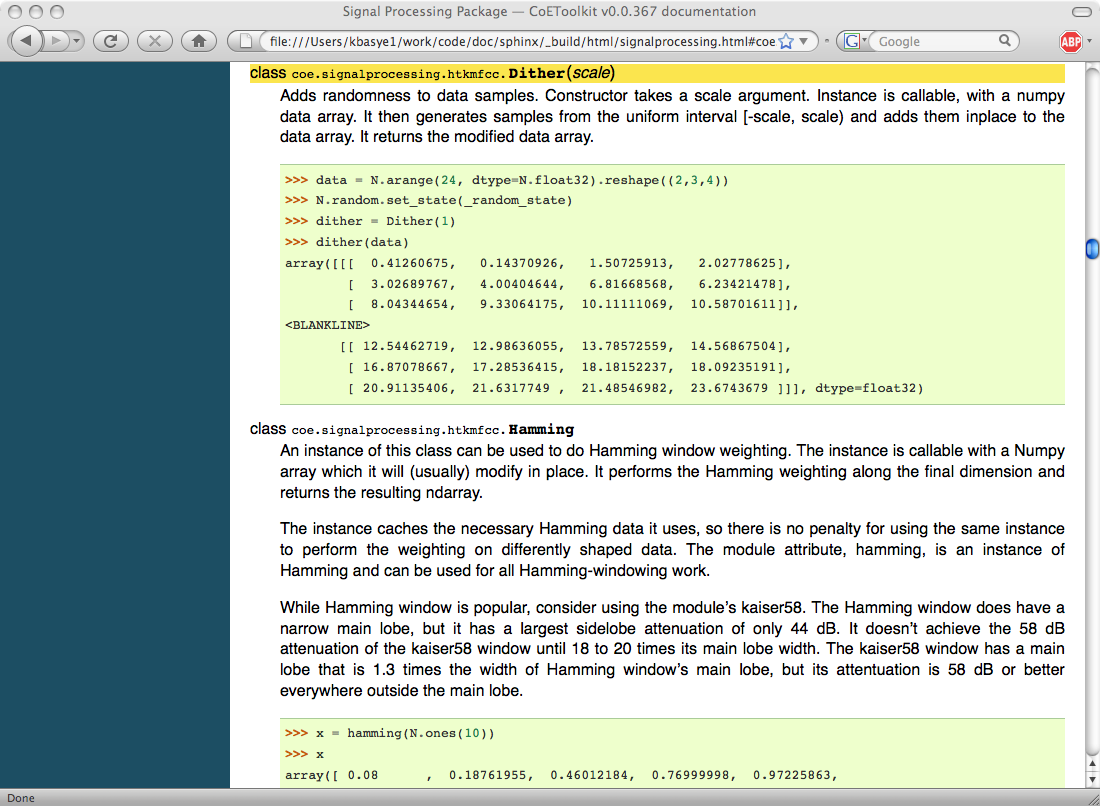 Signal Processing Package — CoEToolkit v0.0.367 documentation
file:///Users/kbasye1/work/code/doc/sphinx/_build/html/signalprocessing.html#coe
G
Google
ABP
class coe.signalprocessing.htkmfcc.Dither(scale)
Adds randomness to data samples. Constructor takes a scale argument. Instance is callable, with a numpy
data array. It then generates samples from the uniform interval [-scale, scale) and adds them inplace to the
data array. It returns the modified data array.
>>> data = N.arange(24, dtype=N.float32).reshape((2,3,4))
>>> N.random.set_state(_random_state)
>>> dither = Dither(1)
>>> dither(data)
array([[[  0.41260675,   0.14370926,   1.50725913,   2.02778625],
        [  3.02689767,   4.00404644,   6.81668568,   6.23421478],
        [  8.04344654,   9.33064175,  10.11111069,  10.58701611]],
<BLANKLINE>
       [[ 12.54462719,  12.98636055,  13.78572559,  14.56867504],
        [ 16.87078667,  17.28536415,  18.18152237,  18.09235191],
        [ 20.91135406,  21.6317749 ,  21.48546982,  23.6743679 ]]], dtype=float32)
class coe.signalprocessing.htkmfcc.Hamming
An instance of this class can be used to do Hamming window weighting. The instance is callable with a Numpy
array which it will (usually) modify in place. It performs the Hamming weighting along the final dimension and
returns the resulting ndarray.
The instance caches the necessary Hamming data it uses, so there is no penalty for using the same instance
to perform the weighting on differently shaped data. The module attribute, hamming, is an instance of
Hamming and can be used for all Hamming-windowing work.
While Hamming window is popular, consider using the module's kaiser58. The Hamming window does have a
narrow main lobe, but it has a largest sidelobe attenuation of only 44 dB. It doesn't achieve the 58 dB
attenuation of the kaiser58 window until 18 to 20 times its main lobe width. The kaiser58 window has a main
lobe that is 1.3 times the width of Hamming window's main lobe, but its attentuation is 58 dB or better
everywhere outside the main lobe.
>>> x = hamming(N.ones(10))
>>> x
array([ 0.08      ,  0.18761955,  0.46012184,  0.76999998,  0.97225863,
Done